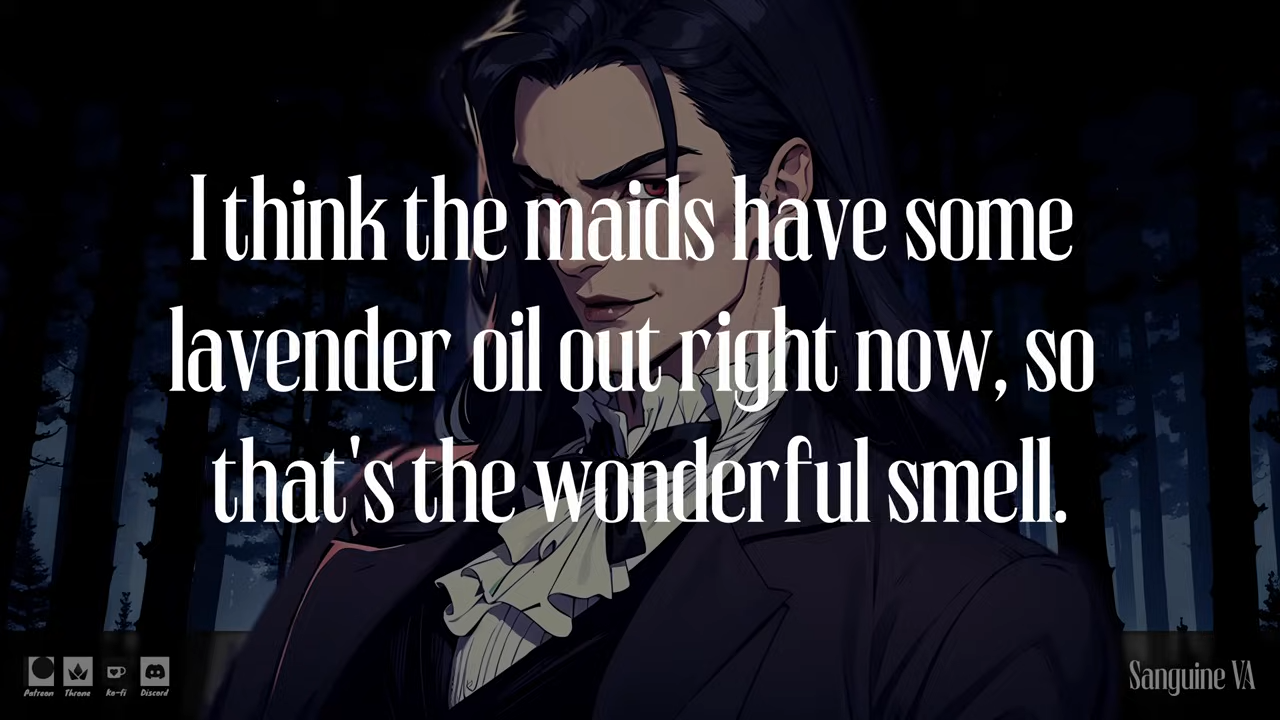 I think the maids have some
lavender oil out right now, so
that's the wonderful smell.
Patreon Throne Ko-fi Discord
Sanguine VA